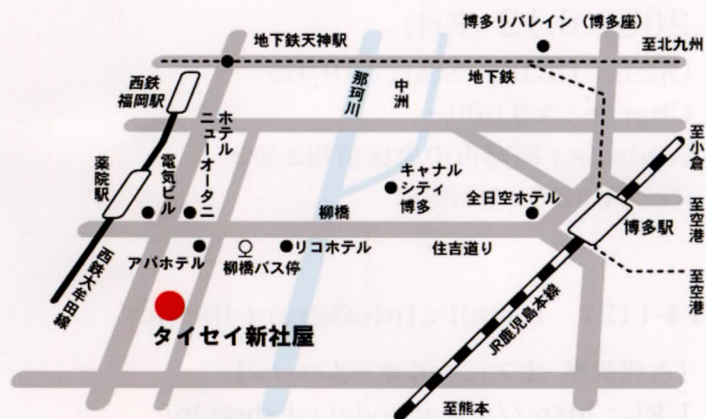 博多リバレイン（博多座）
地下鉄天神駅
至北九州
西鉄
福岡駅
那珂川
中洲
地下鉄
至小倉
薬院駅
電気ビル
ホテル
ニューオータニ
キャナル
シティ
博多
全日空ホテル
至空港
柳橋
博多駅
アパホテル
柳橋バス停
リコホテル
住吉通り
至空港
西鉄大牟田線
タイセイ新社屋
JR鹿児島本線
至熊本